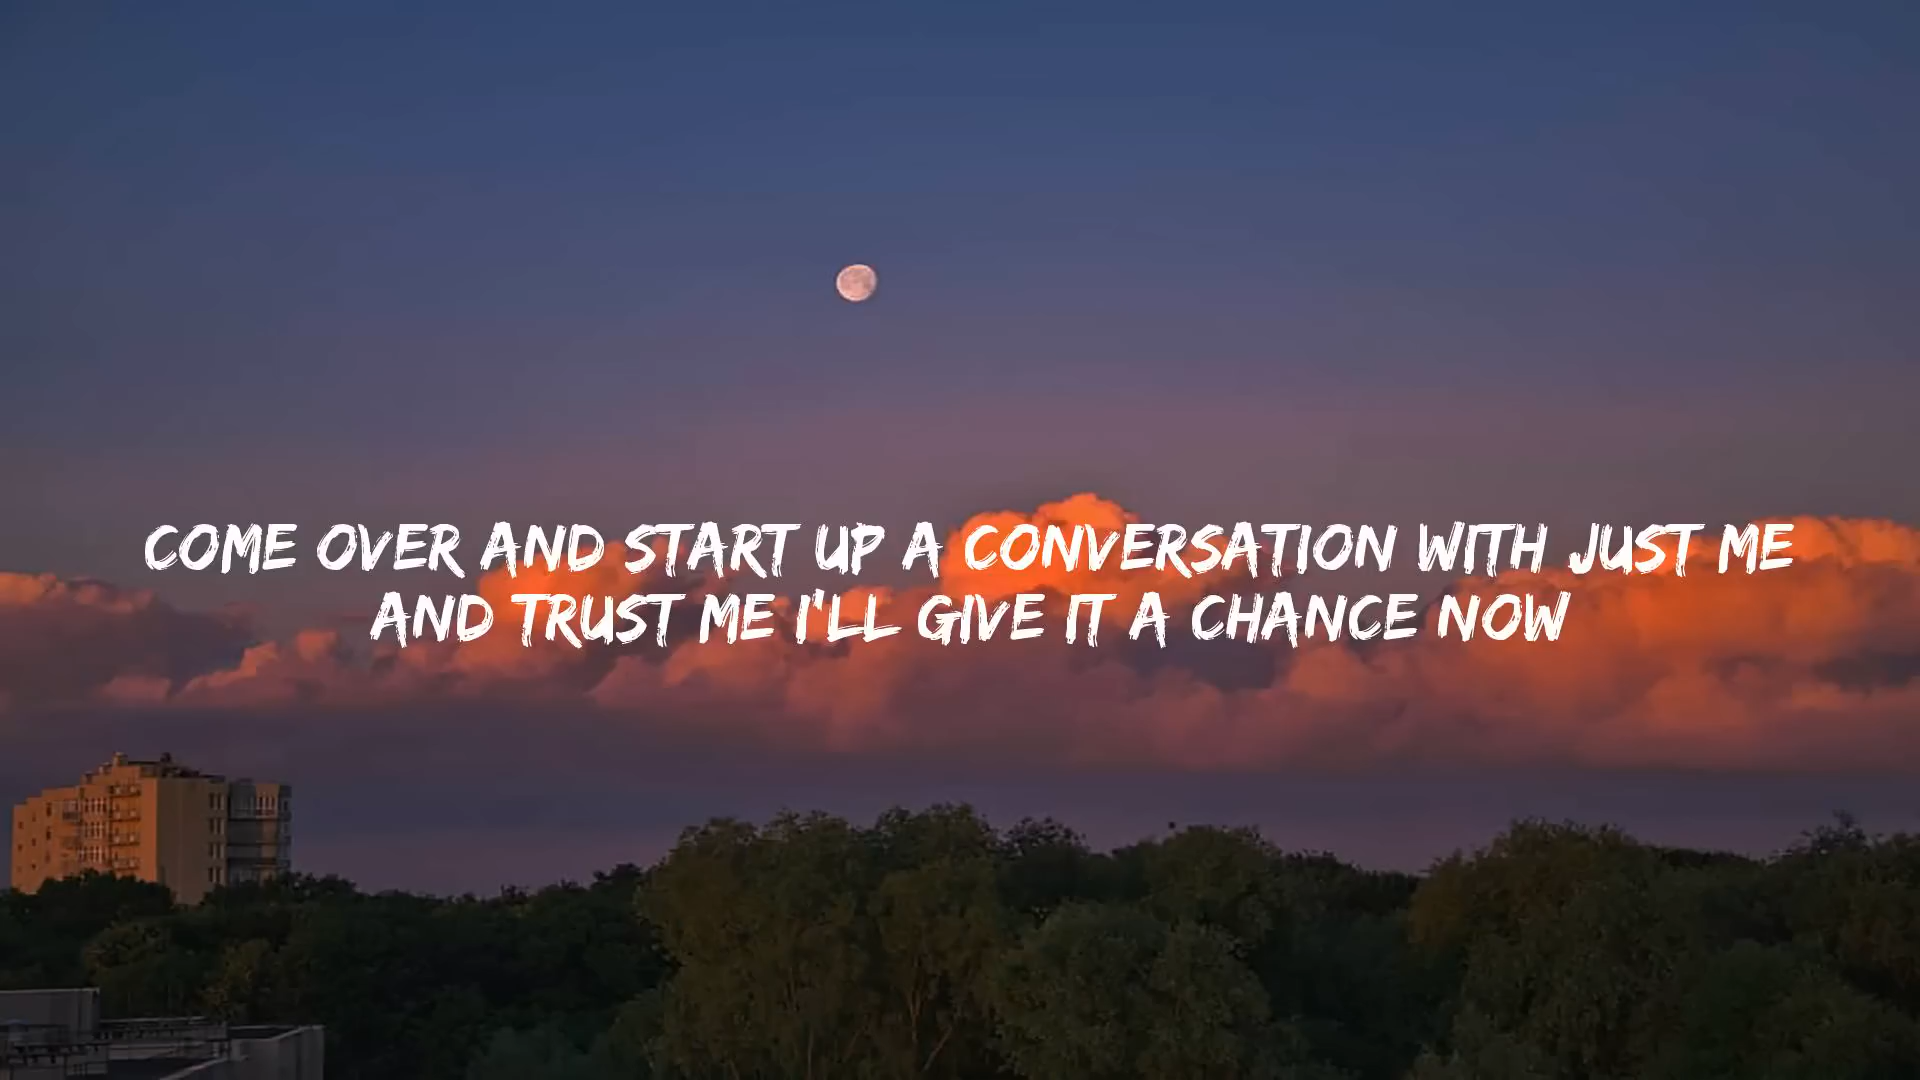 COME OVER AND START UP A CONVERSATION WITH JUST ME
AND TRUST ME I'LL GIVE IT A CHANCE NOW